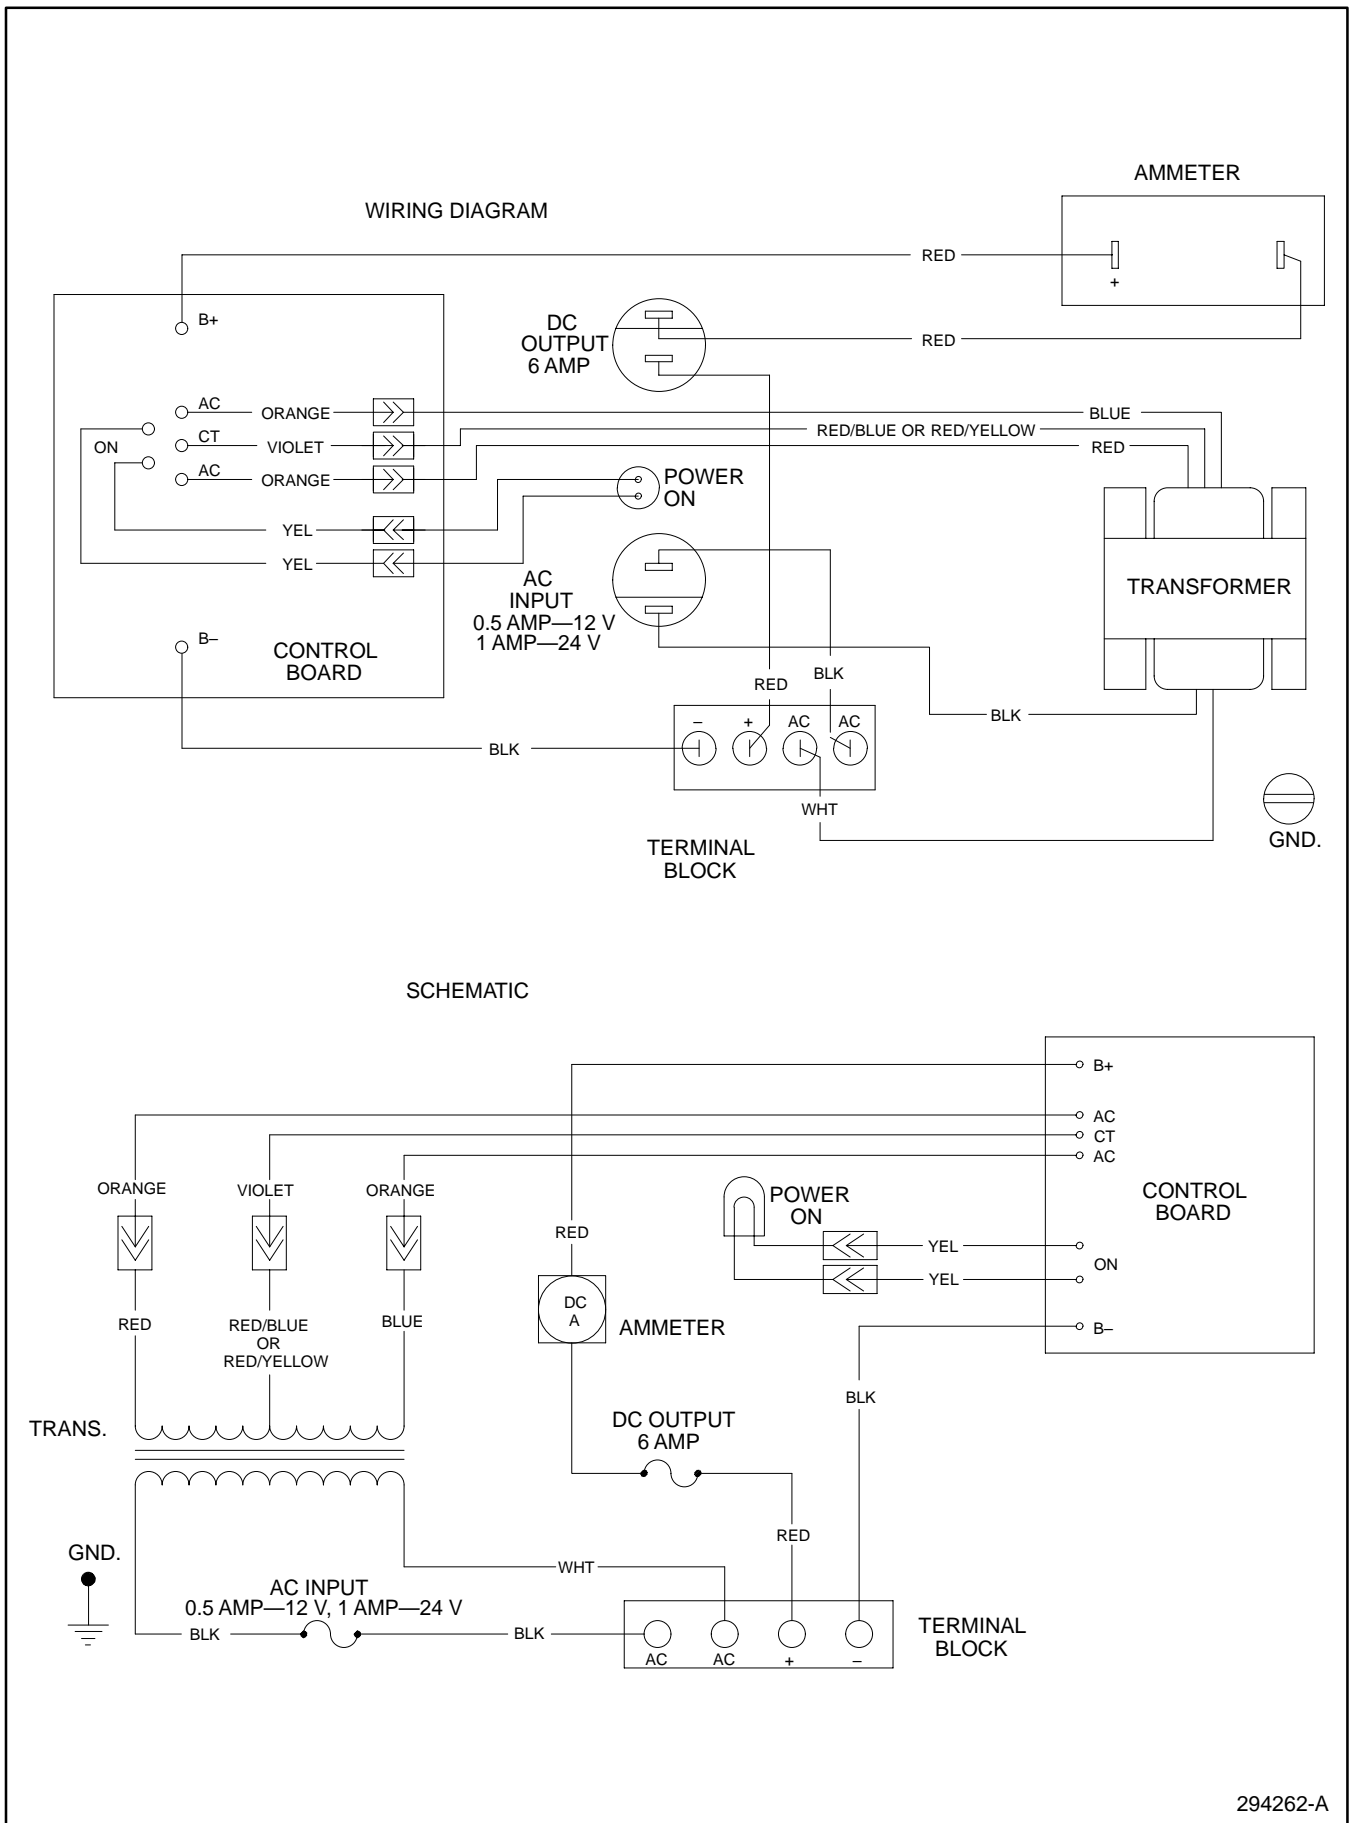 AMMETER
WIRING DIAGRAM
RED
+
B+
DC
OUTPUT
6 AMP
RED
AC
ORANGE
BLUE
CT
VIOLET
RED/BLUE OR RED/YELLOW
ON
AC
ORANGE
RED
POWER
ON
YEL
YEL
AC
INPUT
0.5 AMP—12 V
1 AMP—24 V
TRANSFORMER
B–
CONTROL
BOARD
RED
BLK
BLK
–
+
AC
AC
BLK
WHT
TERMINAL
BLOCK
GND.
SCHEMATIC
B+
AC
CT
AC
ORANGE
VIOLET
ORANGE
POWER
ON
CONTROL
BOARD
RED
YEL
ON
YEL
DC
A
AMMETER
RED
RED/BLUE
OR
RED/YELLOW
BLUE
B–
BLK
TRANS.
DC OUTPUT
6 AMP
RED
GND.
WHT
AC INPUT
0.5 AMP—12 V, 1 AMP—24 V
BLK
BLK
AC
AC
+
–
TERMINAL
BLOCK
294262-A